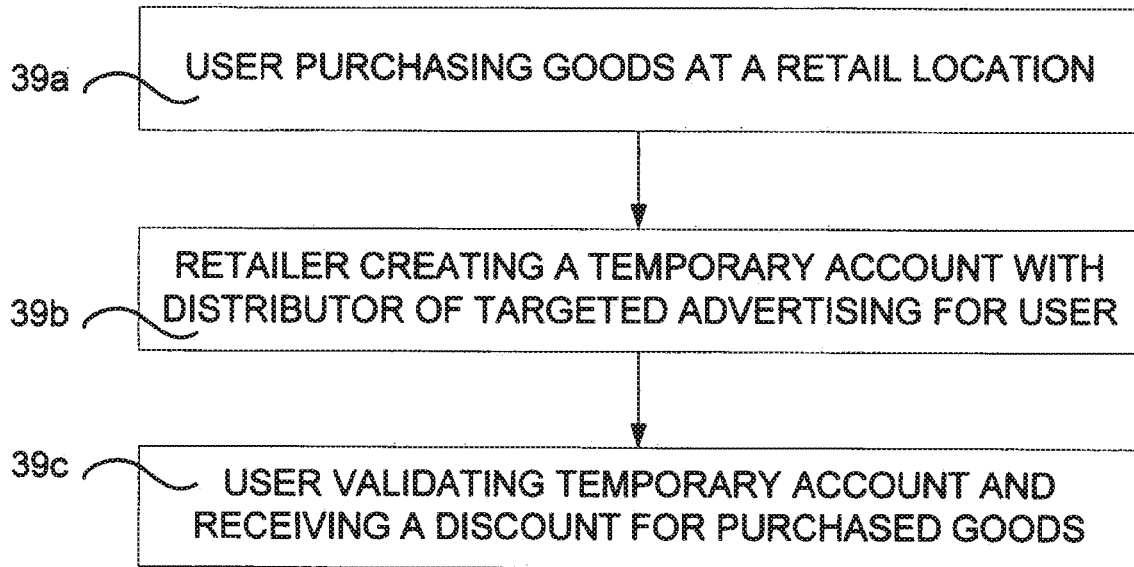 39a
USER PURCHASING GOODS AT A RETAIL LOCATION
39b
RETAILER CREATING A TEMPORARY ACCOUNT WITH
DISTRIBUTOR OF TARGETED ADVERTISING FOR USER
39c
USER VALIDATING TEMPORARY ACCOUNT AND
RECEIVING A DISCOUNT FOR PURCHASED GOODS